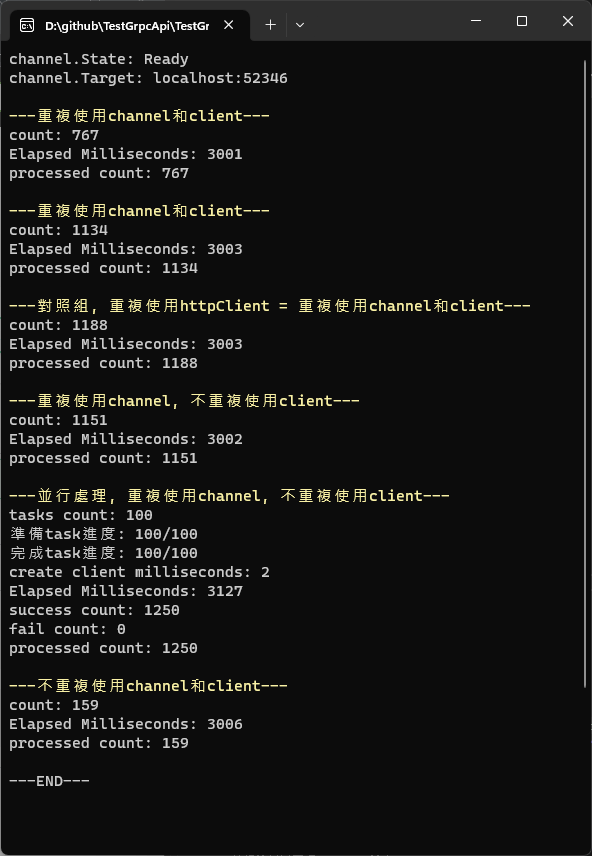 D:\github\TestGrpcApi\TestGr
channel.State: Ready
channel.Target: localhost:52346
---重複使用channel和client---
count: 767
Elapsed Milliseconds: 3001
processed count: 767
---重複使用channel和client---
count: 1134
Elapsed Milliseconds: 3003
processed count: 1134
---對照組, 重複使用httpClient = 重複使用channel和client---
count: 1188
Elapsed Milliseconds: 3003
processed count: 1188
---重複使用channel, 不重複使用client---
count: 1151
Elapsed Milliseconds: 3002
processed count: 1151
---並行處理, 重複使用channel, 不重複使用client---
tasks count: 100
準備task進度: 100/100
完成task進度: 100/100
create client milliseconds: 2
Elapsed Milliseconds: 3127
success count: 1250
fail count: 0
processed count: 1250
---不重複使用channel和client---
count: 159
Elapsed Milliseconds: 3006
processed count: 159
---END---